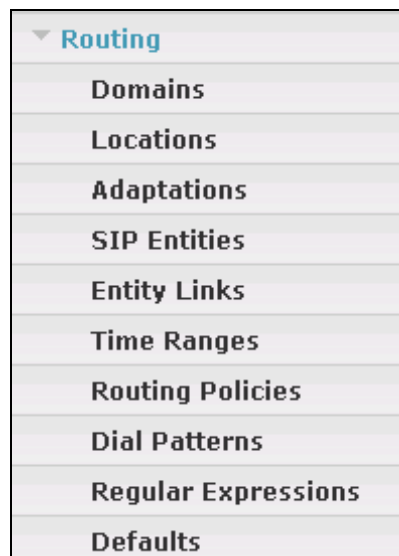 Routing
Domains
Locations
Adaptations
SIP Entities
Entity Links
Time Ranges
Routing Policies
Dial Patterns
Regular Expressions
Defaults